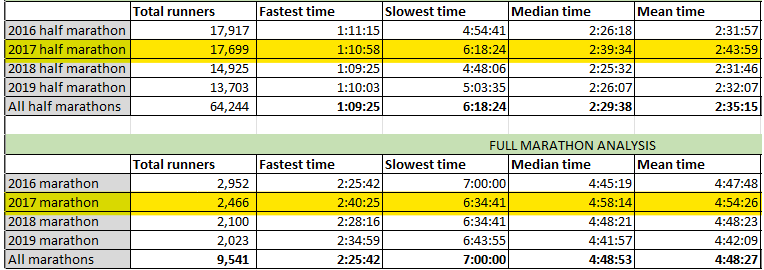 Total runners Fastest time Slowest time Median time Mean time
2016 half marathon 17,917 1:11:15 4:54:41 2:26:18 2:31:57
2017 half marathon 17,699 1:10:58 6:18:24 2:39:34 2:43:59
2018 half marathon 14,925 1:09:25 4:48:06 2:25:32 2:31:46
2019 half marathon 13,703 1:10:03 5:03:35 2:26:07 2:32:07
All half marathons 64,244 1:09:25 6:18:24 2:29:38 2:35:15
FULL MARATHON ANALYSIS
Total runners Fastest time Slowest time Median time Mean time
2016 marathon 2,952 2:25:42 7:00:00 4:45:19 4:47:48
2017 marathon 2,466 2:40:25 6:34:41 4:58:14 4:54:26
2018 marathon 2,100 2:28:16 6:34:41 4:48:21 4:48:23
2019 marathon 2,023 2:34:59 6:43:55 4:41:57 4:42:09
All marathons 9,541 2:25:42 7:00:00 4:48:53 4:48:27